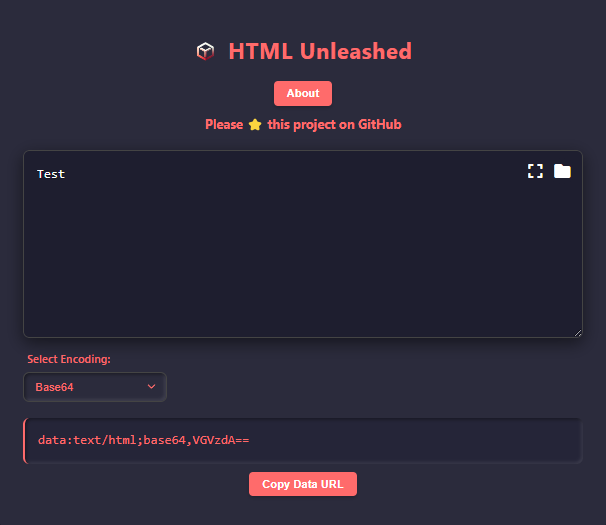 HTML Unleashed
About
Please ⭐ this project on GitHub
Test
Select Encoding:
Base64
data:text/html;base64,VGVzdA==
Copy Data URL